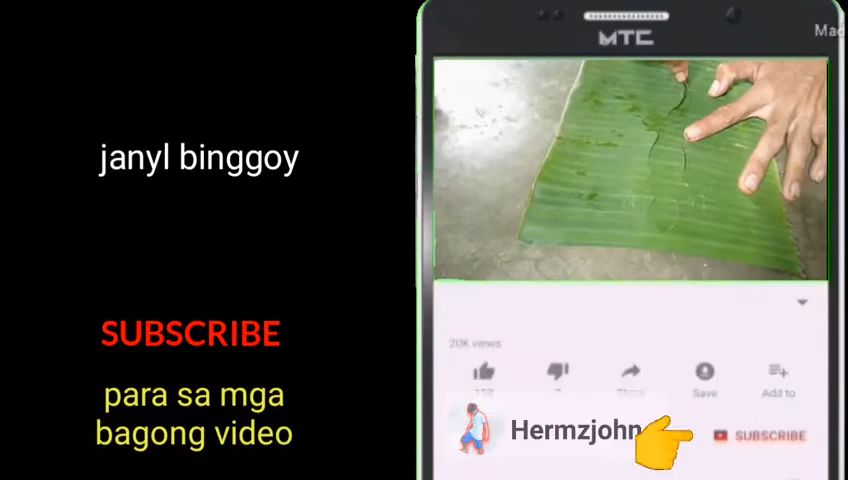 janyl binggoy
SUBSCRIBE
para sa mga
bagong video
MTC
20K views
Save
Add to
Hermzjohn
SUBSCRIBE